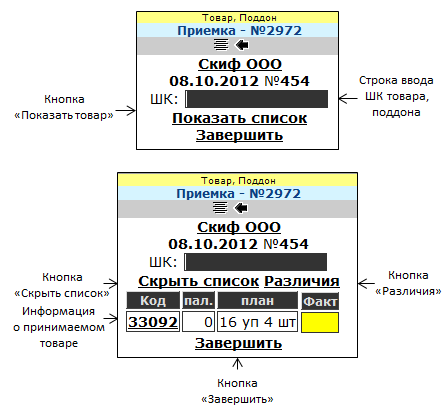 Товар, Поддон
Приемка - №2972
Скиф ООО
08.10.2012 №454
ШК:
Показать список
Завершить
Кнопка
«Показать товар»
Строка ввода
ШК товара,
поддона
Товар, Поддон
Приемка - №2972
Скиф ООО
08.10.2012 №454
ШК:
Скрыть список Различия
Код пал. план Факт
33092 0 16 уп 4 шт
Завершить
Кнопка
«Скрыть список»
Информация
о принимаемом
товаре
Кнопка
«Различия»
Кнопка
«Завершить»